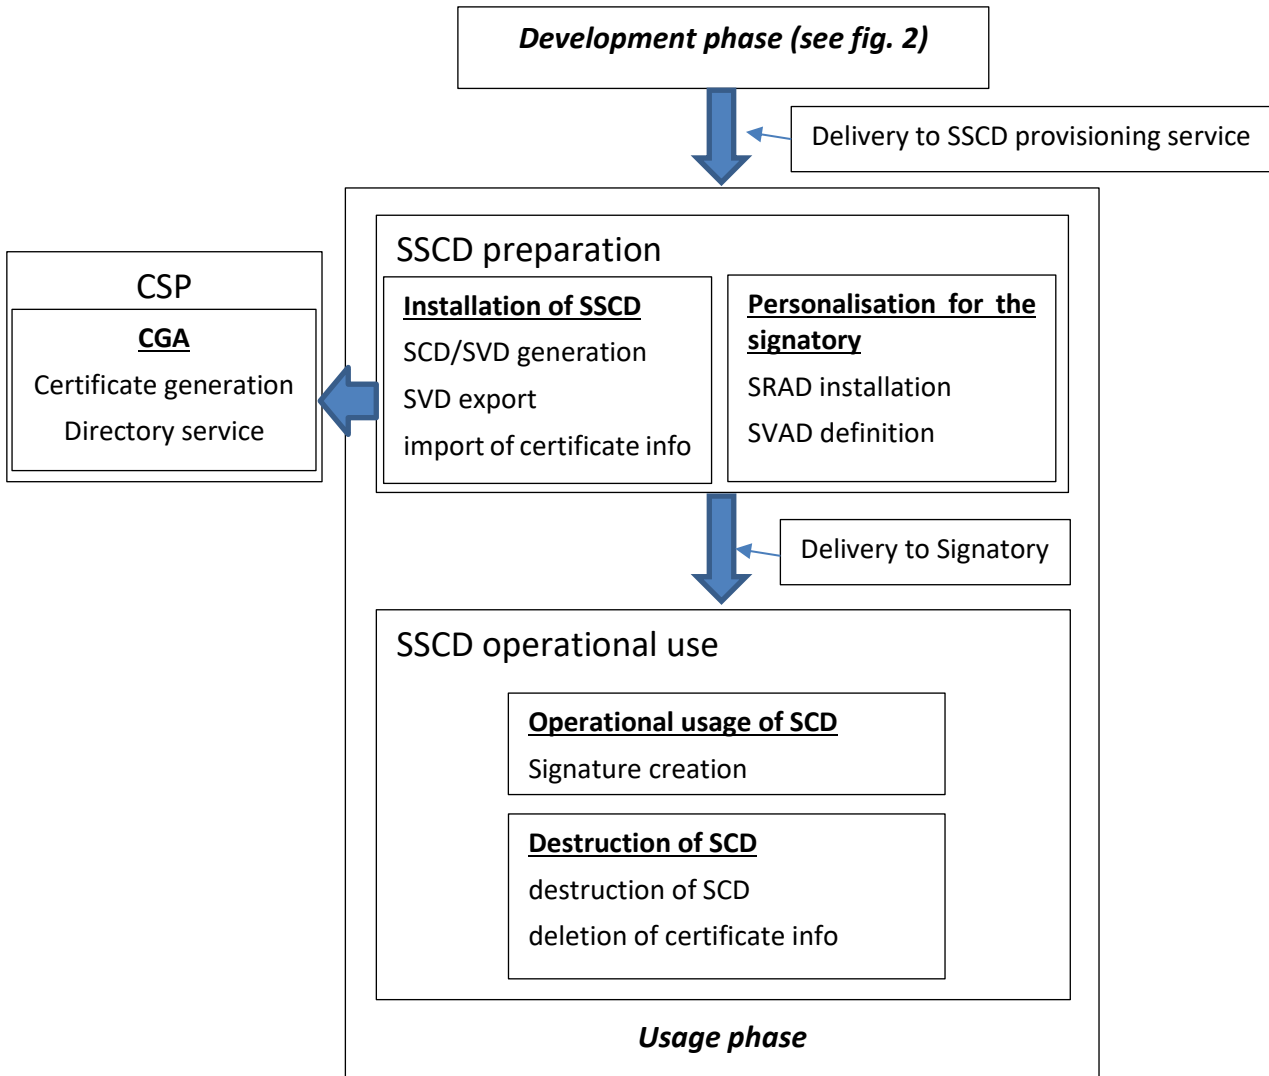 Development phase (see fig. 2)
Delivery to SSCD provisioning service
SSCD preparation
CSP
CGA
Certificate generation
Directory service
Installation of SSCD
SCD/SVD generation
SVD export
import of certificate info
Personalisation for the
signatory
SRAD installation
SVAD definition
Delivery to Signatory
SSCD operational use
Operational usage of SCD
Signature creation
Destruction of SCD
destruction of SCD
deletion of certificate info
Usage phase